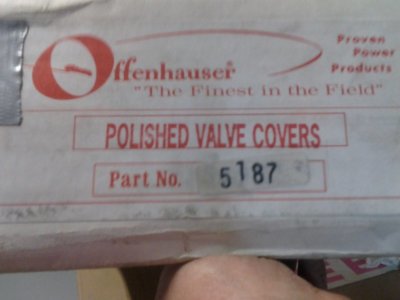 Offenhauser®
Proven
Power
Products
"The Finest in the Field"
POLISHED VALVE COVERS
Part No. 5187